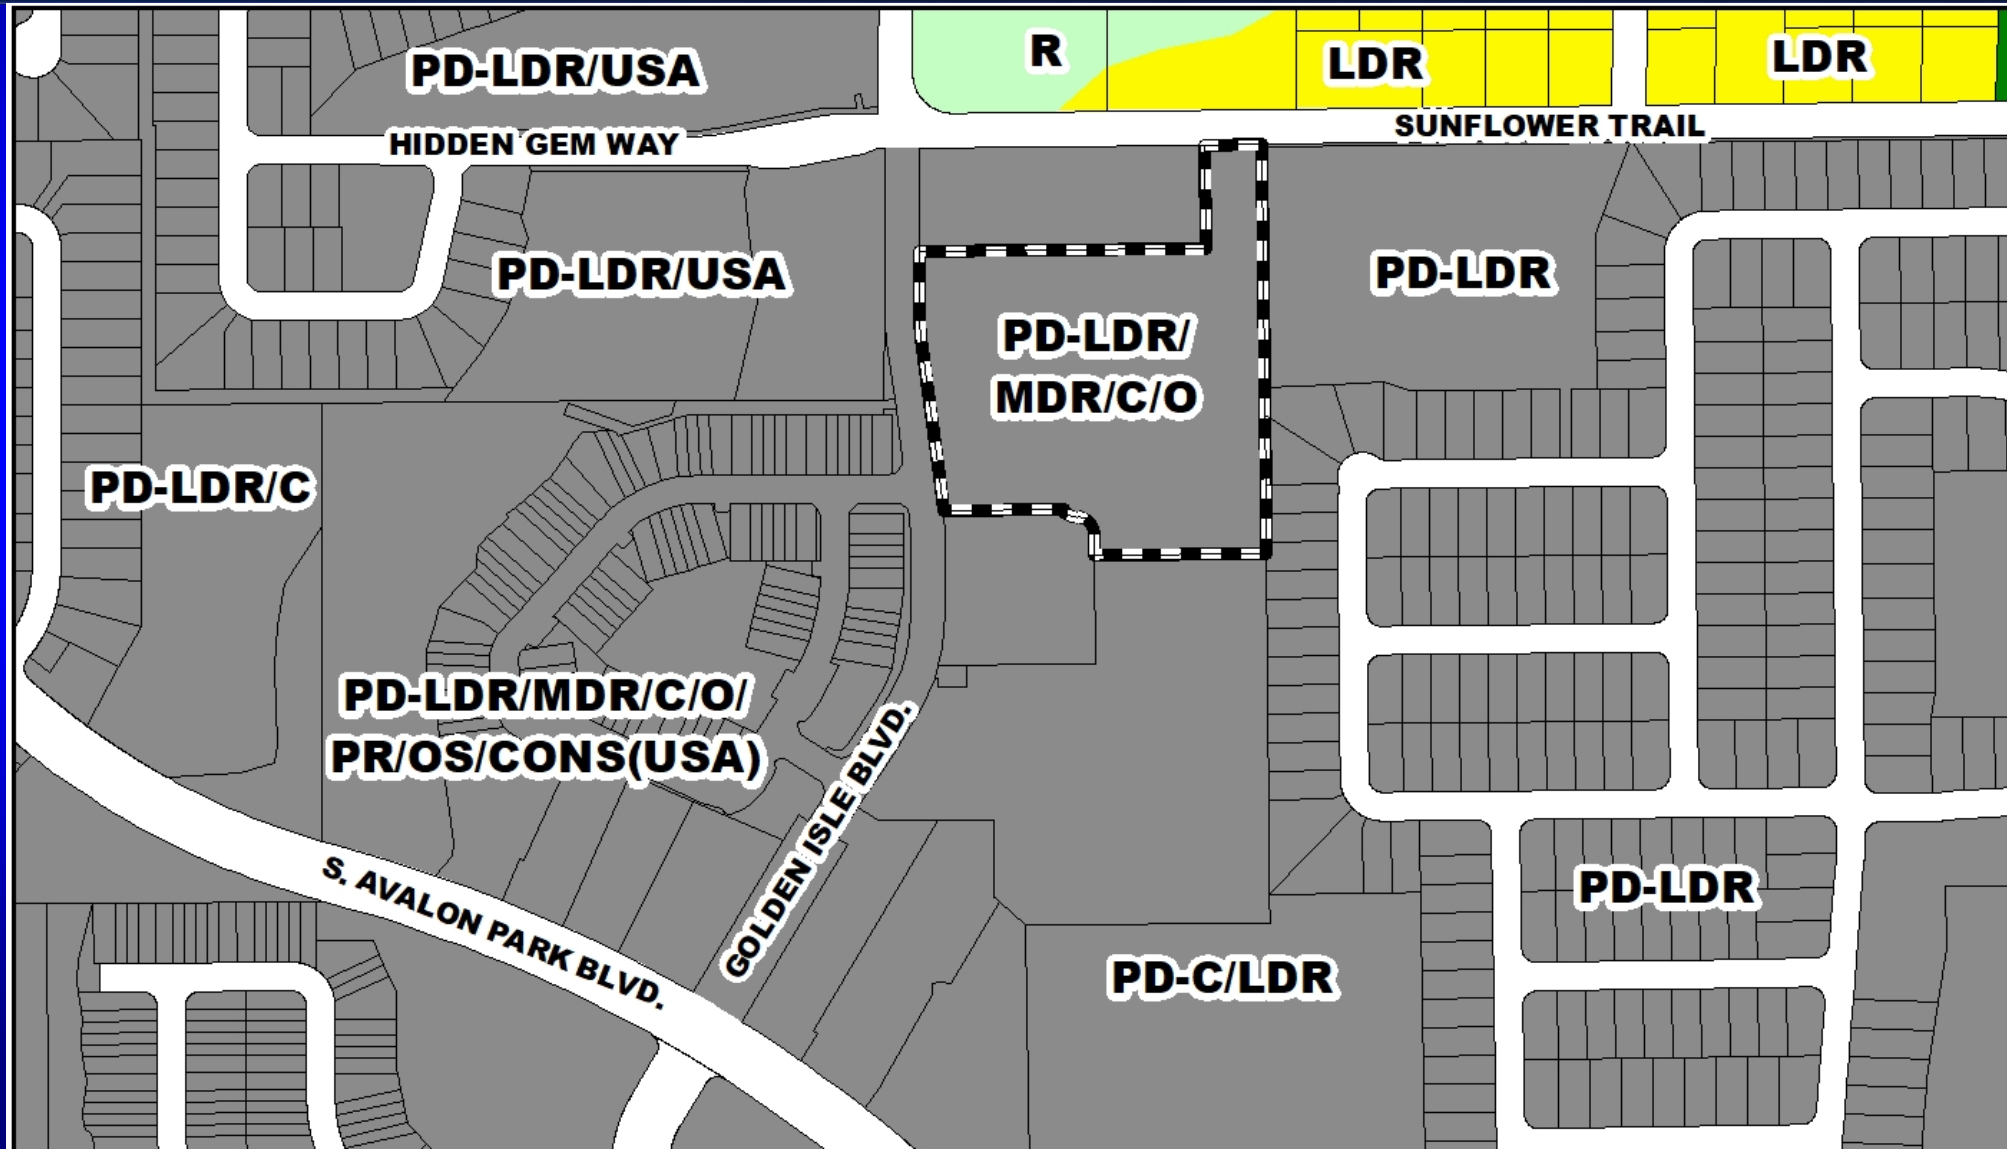 R
LDR
LDR
PD-LDR/USA
SUNFLOWER TRAIL
HIDDEN GEM WAY
PD-LDR/USA
PD-LDR
PD-LDR/
MDR/C/O
PD-LDR/C
PD-LDR/MDR/C/O/
PR/OS/CONS(USA)
GOLDEN ISLE BLVD.
S. AVALON PARK BLVD.
PD-LDR
PD-C/LDR